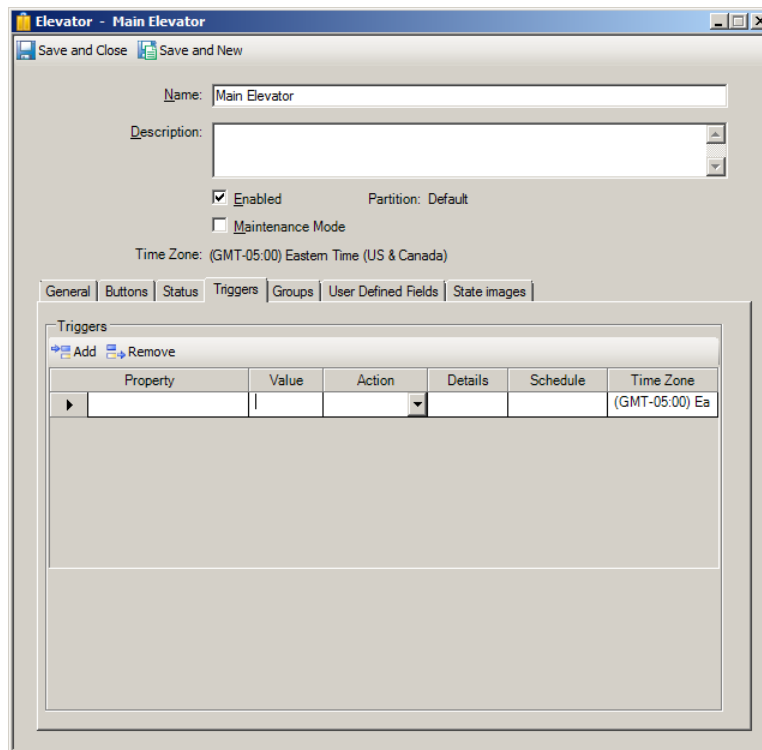 Elevator - Main Elevator
Save and Close Save and New
Name: Main Elevator
Description:
Enabled Partition: Default
Maintenance Mode
Time Zone: (GMT-05:00) Eastern Time (US & Canada)
General Buttons Status Triggers Groups User Defined Fields State images
Triggers
Add Remove
Property Value Action Details Schedule Time Zone
(GMT-05:00) Ea